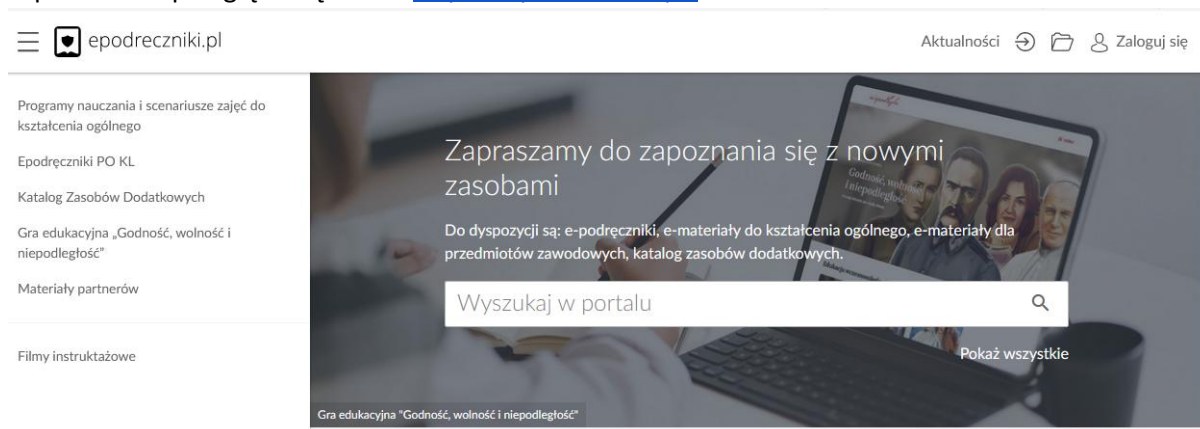 epodreczniki.pl
Aktualności
Zaloguj się
Programy nauczania i scenariusze zajęć do
kształcenia ogólnego
Epodręczniki PO KL
Katalog Zasobów Dodatkowych
Gra edukacyjna „Godność, wolność i
niepodległość”
Materiały partnerów
Filmy instruktażowe
Zapraszamy do zapoznania się z nowymi
zasobami
Do dyspozycji są: e-podręczniki, e-materiały do kształcenia ogólnego, e-materiały dla
przedmiotów zawodowych, katalog zasobów dodatkowych.
Wyszukaj w portalu
Pokaż wszystkie
Godność, wolność
i niepodległość
Gra edukacyjna "Godność, wolność i niepodległość"